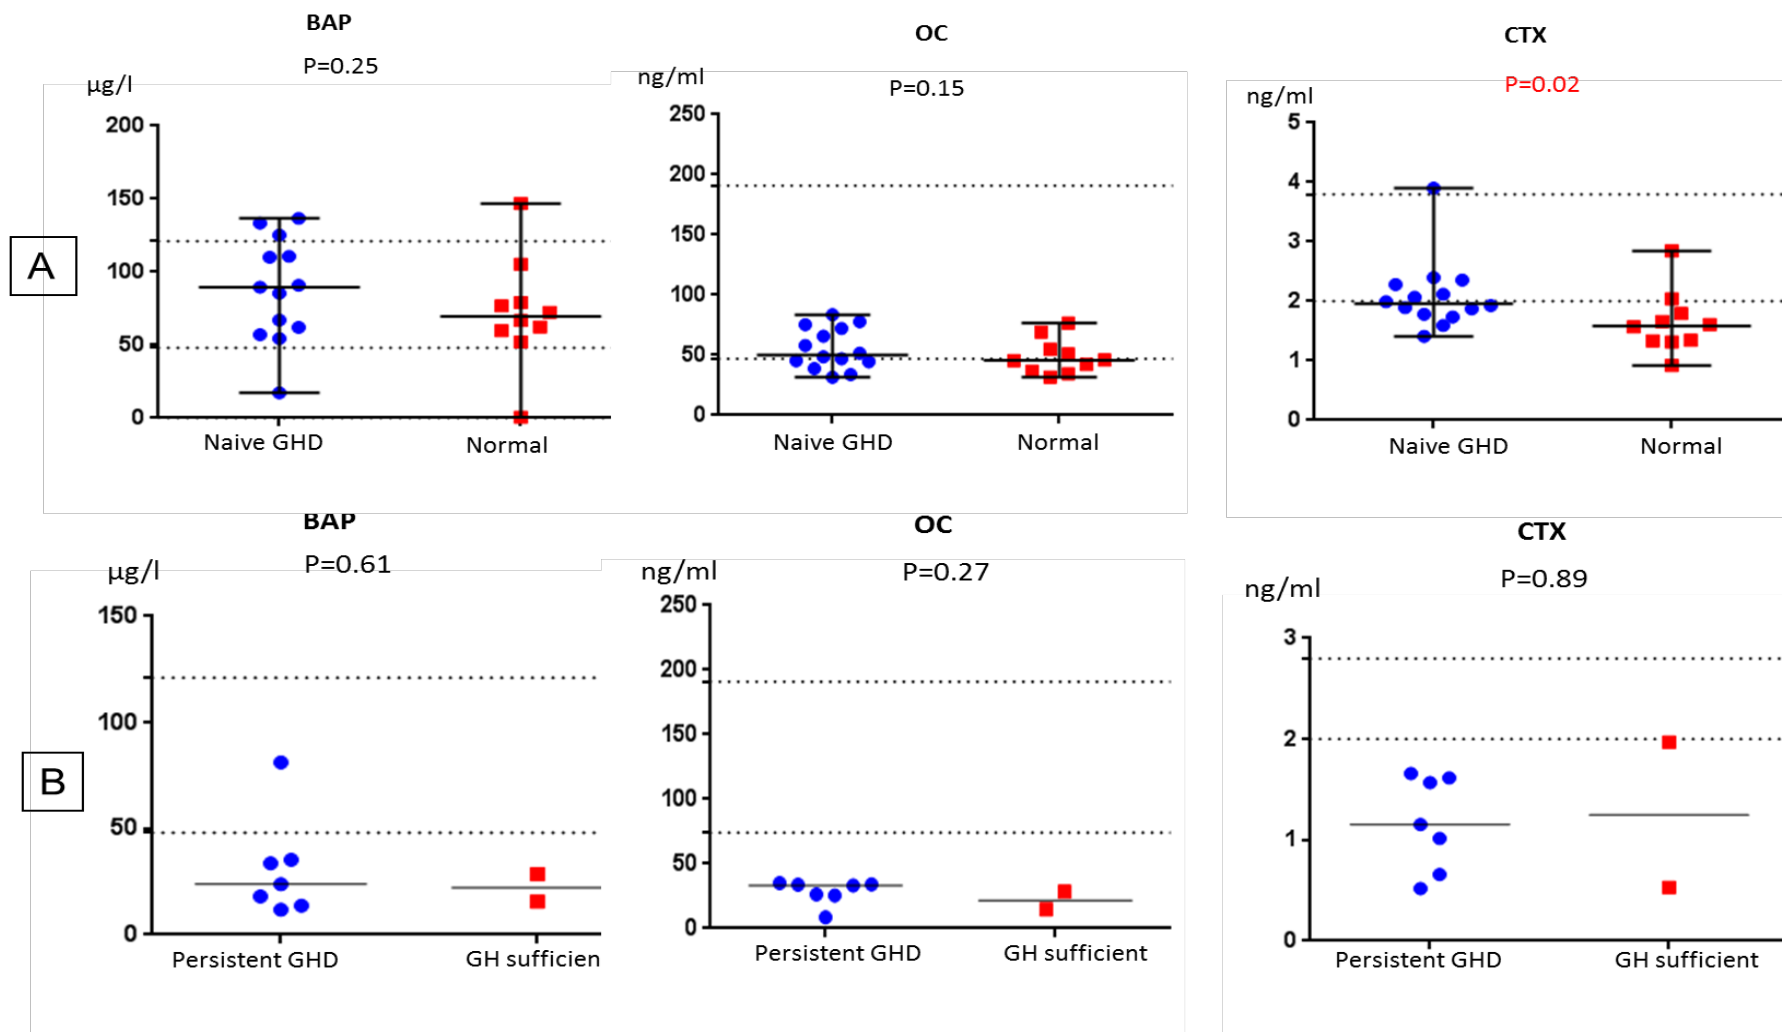 BAP
P=0.25
µg/l
200
150
100
50
0
Naive GHD
Normal
OC
P=0.15
ng/ml
250
200
150
100
50
0
Naive GHD
Normal
CTX
P=0.02
ng/ml
5
4
3
2
1
0
Naive GHD
Normal
A
BAP
P=0.61
µg/l
150
100
50
0
Persistent GHD
GH sufficien
OC
P=0.27
ng/ml
250
200
150
100
50
0
Persistent GHD
GH sufficient
CTX
P=0.89
ng/ml
3
2
1
0
Persistent GHD
GH sufficient
B